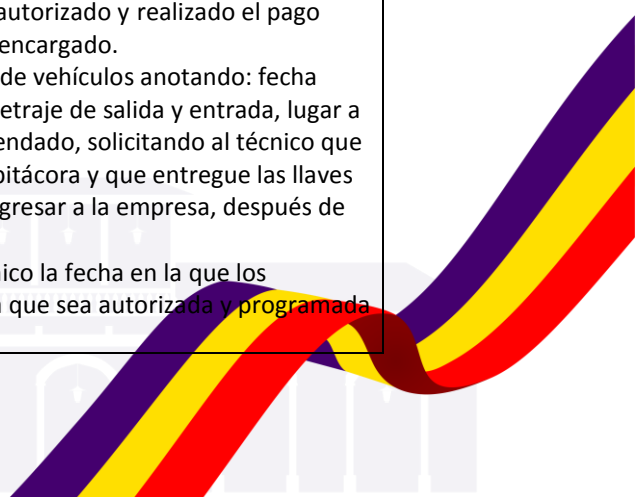 autorizado y realizado el pago
encargado.
de vehículos anotando: fecha
etraje de salida y entrada, lugar a
endado, solicitando al técnico que
bitácora y que entregue las llaves
gresar a la empresa, después de
nico la fecha en la que los
que sea autorizada y programada